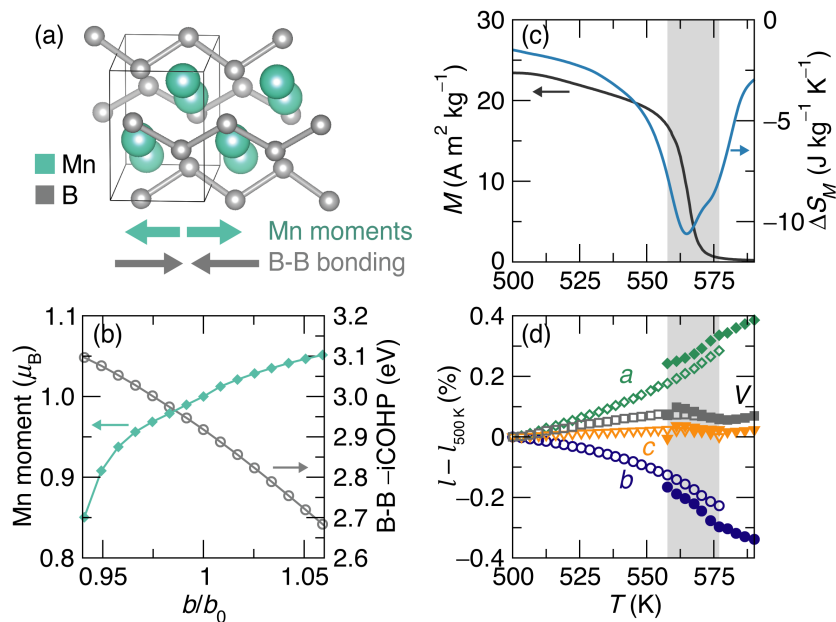 (a)
Mn
B
Mn moments
B-B bonding
(b)
Mn moment (μB)
1.1
1.0
0.9
0.8
B-B –iCOHP (eV)
3.2
3.1
3.0
2.9
2.8
2.7
2.6
0.95
1
1.05
b/b0
(c)
M (A m² kg⁻¹)
30
20
10
0
ΔSM (J kg⁻¹ K⁻¹)
0
−5
−10
500
525
550
575
(d)
l – l500 K (%)
0.4
0.2
0.0
−0.2
−0.4
a
V
c
b
500
525
550
575
T (K)